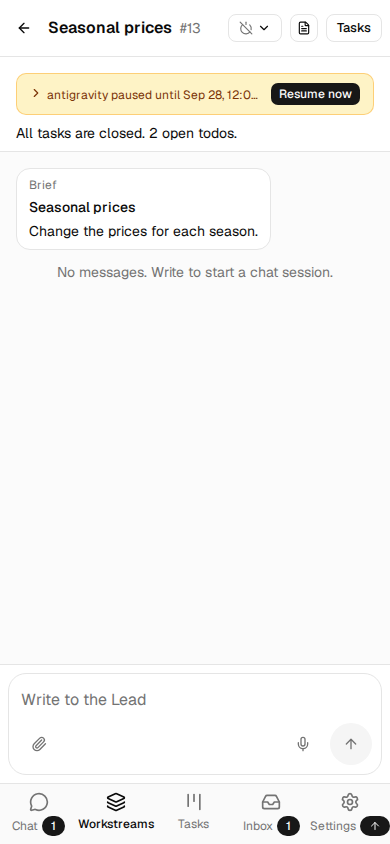 Seasonal prices #13
Tasks
antigravity paused until Sep 28, 12:0...
Resume now
All tasks are closed. 2 open todos.
Brief
Seasonal prices
Change the prices for each season.
No messages. Write to start a chat session.
Write to the Lead
Chat 1
Workstreams
Tasks
Inbox 1
Settings